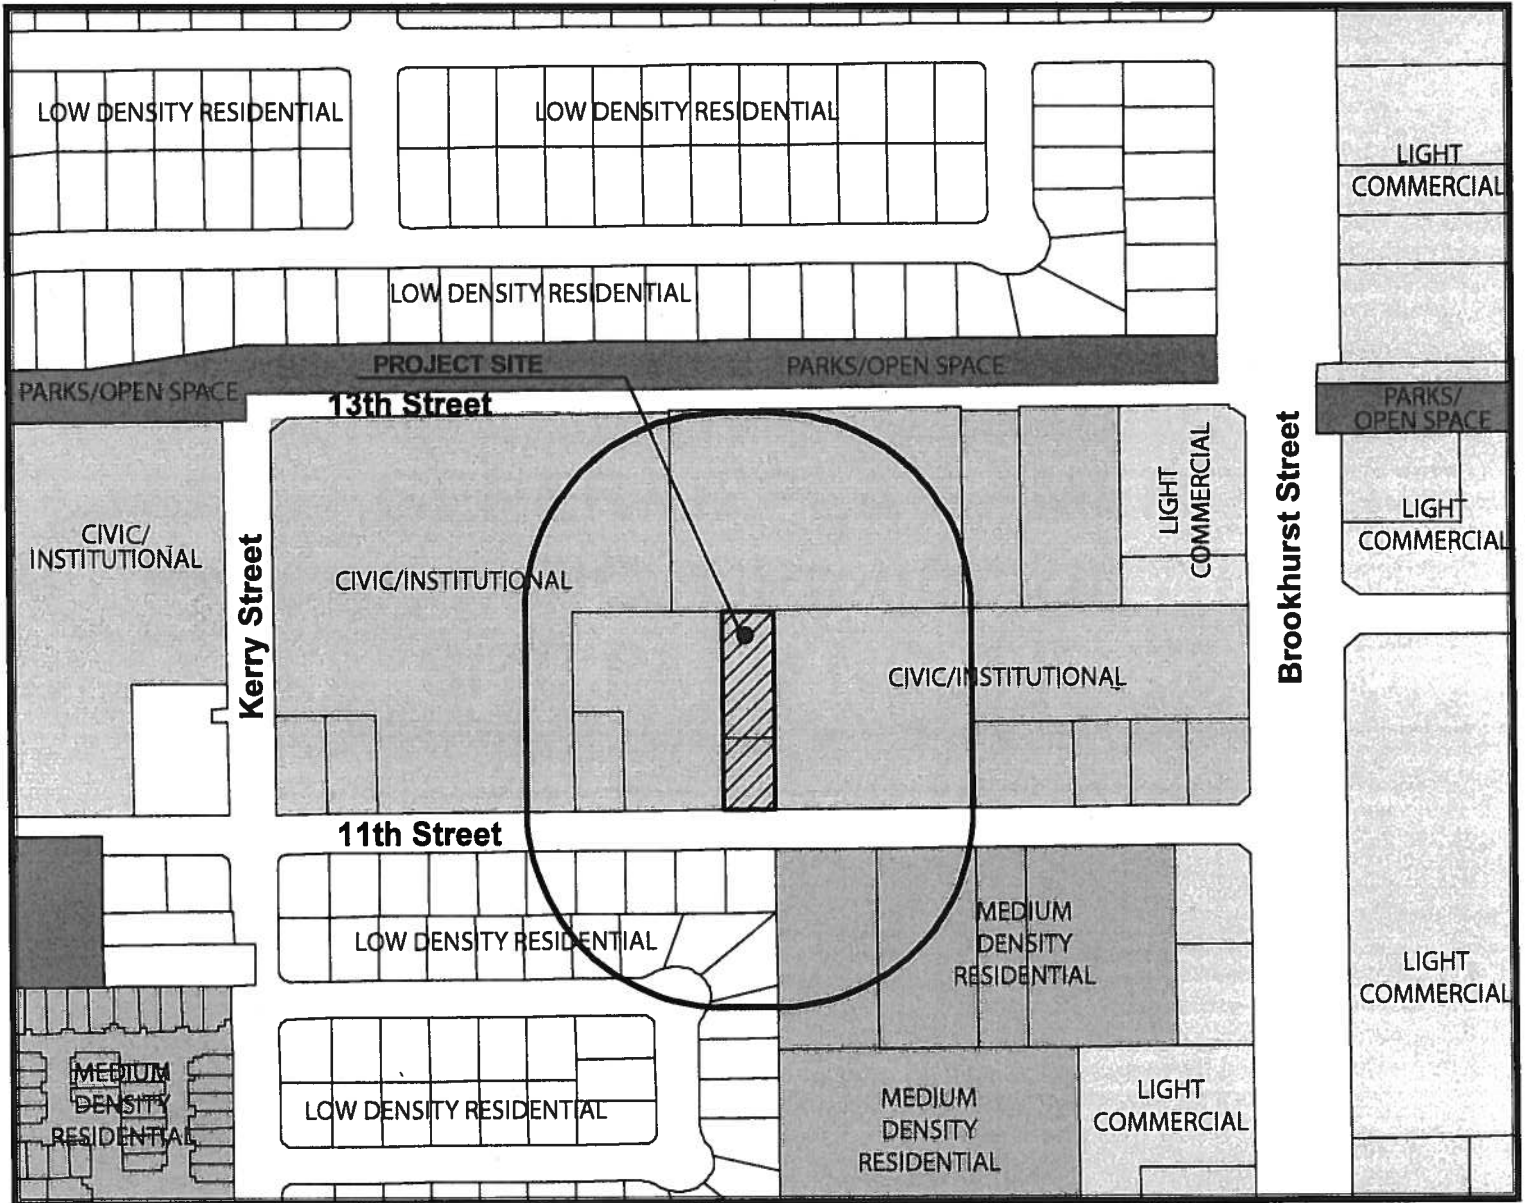 LOW DENSITY RESIDENTIAL
LOW DENSITY RESIDENTIAL
LIGHT
COMMERCIAL
LOW DENSITY RESIDENTIAL
PROJECT SITE
PARKS/OPEN SPACE
PARKS/OPEN SPACE
13th Street
PARKS/
OPEN SPACE
LIGHT
COMMERCIAL
Brookhurst Street
LIGHT
COMMERCIAL
CIVIC/
INSTITUTIONAL
Kerry Street
CIVIC/INSTITUTIONAL
CIVIC/INSTITUTIONAL
11th Street
LOW DENSITY RESIDENTIAL
MEDIUM
DENSITY
RESIDENTIAL
LIGHT
COMMERCIAL
MEDIUM
DENSITY
RESIDENTIAL
LOW DENSITY RESIDENTIAL
MEDIUM
DENSITY
RESIDENTIAL
LIGHT
COMMERCIAL